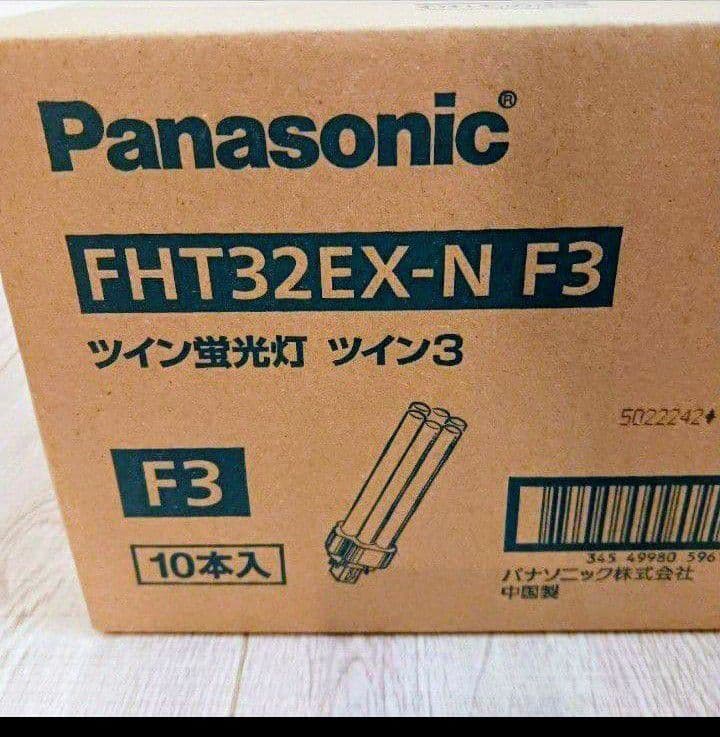 Panasonic®
FHT32EX-N F3
ツイン蛍光灯 ツイン3
5022242
F3
10本入
345 49980 596
パナソニック株式会社
中国製